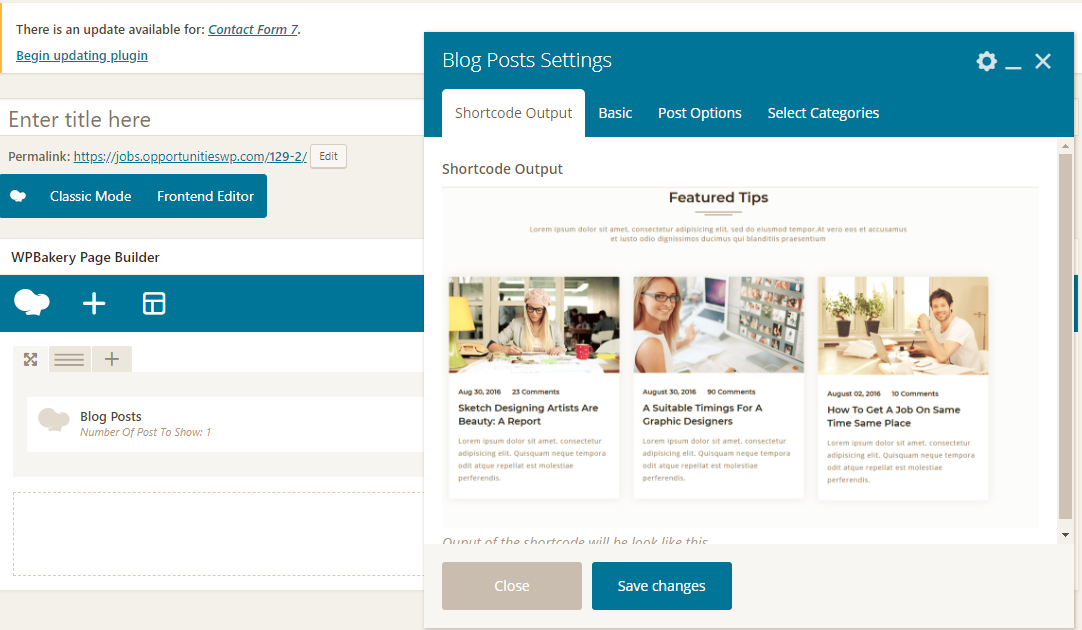 There is an update available for: Contact Form 7.
Begin updating plugin
Enter title here
Permalink: https://jobs.opportunitieswp.com/129-2/ Edit
Classic Mode Frontend Editor
WPBakery Page Builder
Blog Posts
Number Of Post To Show: 1
Blog Posts Settings
Shortcode Output Basic Post Options Select Categories
Shortcode Output
Featured Tips
Lorem ipsum dolor sit amet, consectetur adipisicing elit, sed do eiusmod tempor.At vero eos et accusamus
et iusto odio dignissimos ducimus qui blanditiis praesentium
Aug 30, 2016 23 Comments
Sketch Designing Artists Are
Beauty: A Report
Lorem ipsum dolor sit amet, consectetur
adipisicing elit. Quisquam neque tempora
odit atque repellat est molestiae
perferendis.
August 30, 2016 90 Comments
A Suitable Timings For A
Graphic Designers
Lorem ipsum dolor sit amet, consectetur
adipisicing elit. Quisquam neque tempora
odit atque repellat est molestiae
perferendis.
August 02, 2016 10 Comments
How To Get A Job On Same
Time Same Place
Lorem ipsum dolor sit amet, consectetur
adipisicing elit. Quisquam neque tempora
odit atque repellat est molestiae
perferendis.
Ouput of the shortcode will be look like this
Close Save changes